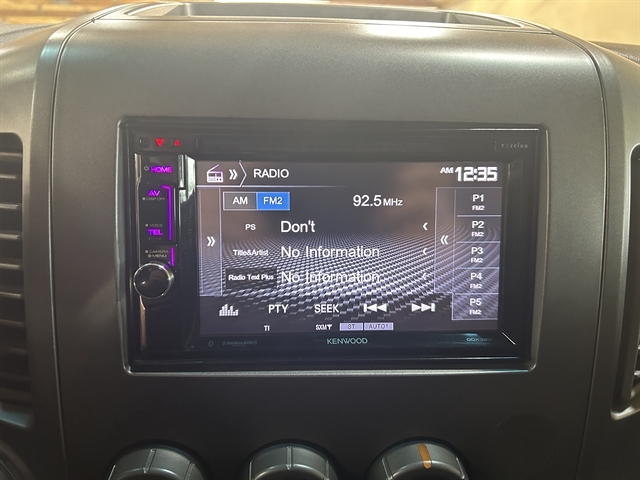 HOME
AV
TEL
MENU
RADIO
AM 12:35
AM FM2
92.5 MHz
PS Don't
Title&Artist No Information
Radio Text Plus No Information
P1
FM2
P2
FM2
P3
FM2
P4
FM2
P5
FM2
PTY SEEK
TI SXM ST AUTO1
KENWOOD